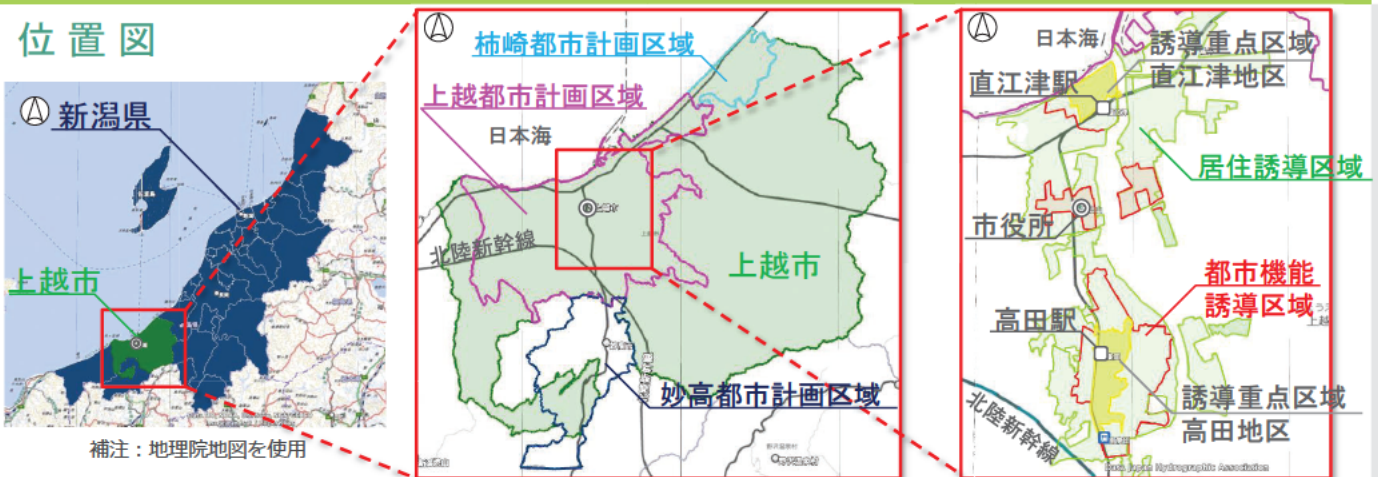 位置図
新潟県
上越市
補注：地理院地図を使用
柿崎都市計画区域
上越都市計画区域
日本海
北陸新幹線
上越市
妙高都市計画区域
日本海
誘導重点区域
直江津地区
直江津駅
居住誘導区域
市役所
都市機能
誘導区域
高田駅
誘導重点区域
高田地区
北陸新幹線
Data Japan Hydrographic Association